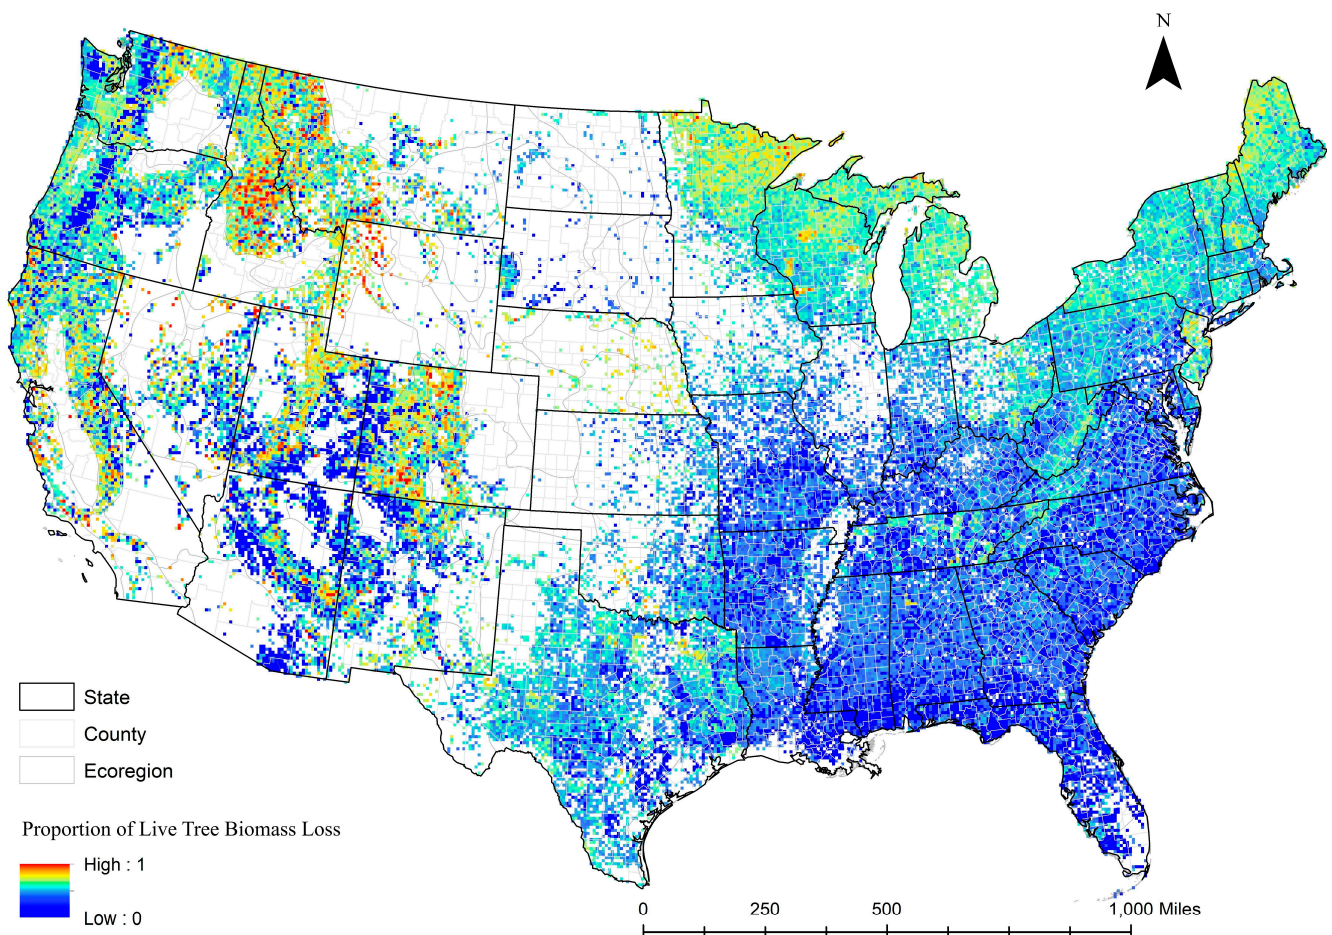 N
State
County
Ecoregion
Proportion of Live Tree Biomass Loss
High : 1
Low : 0
0 250 500 1,000 Miles